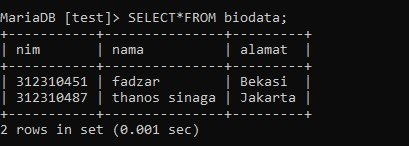 MariaDB [test]> SELECT*FROM biodata;
+-----------+---------------+---------+
| nim       | nama          | alamat  |
+-----------+---------------+---------+
| 312310451 | fadzar        | Bekasi  |
| 312310487 | thanos sinaga | Jakarta |
+-----------+---------------+---------+
2 rows in set (0.001 sec)